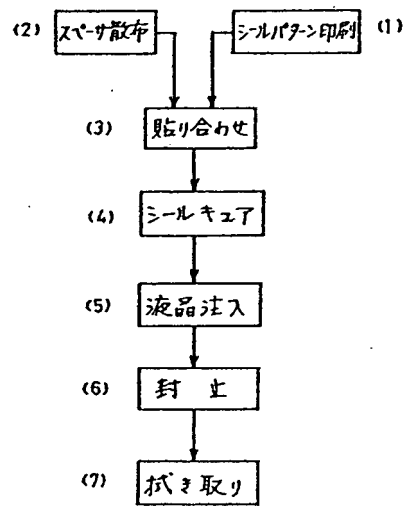 (2) スペーサ散布 シールパターン印刷 (1)
(3) 貼り合わせ
(4) シールキュア
(5) 液晶注入
(6) 封止
(7) 拭き取り